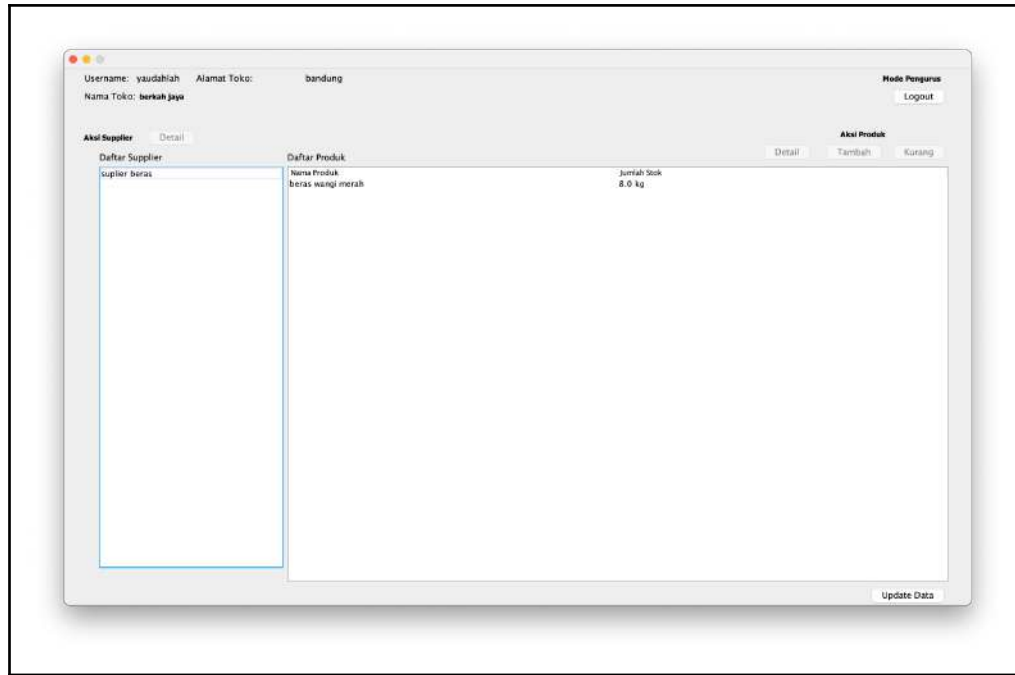 Username: yaudahlah Alamat Toko: bandung Mode Pengurus
Nama Toko: berkah jaya Logout
Aksi Supplier Detail Aksi Produk
Daftar Supplier Daftar Produk Detail Tambah Kurang
suplier beras Nama Produk Jumlah Stok
beras wangi merah 8.0 kg
Update Data